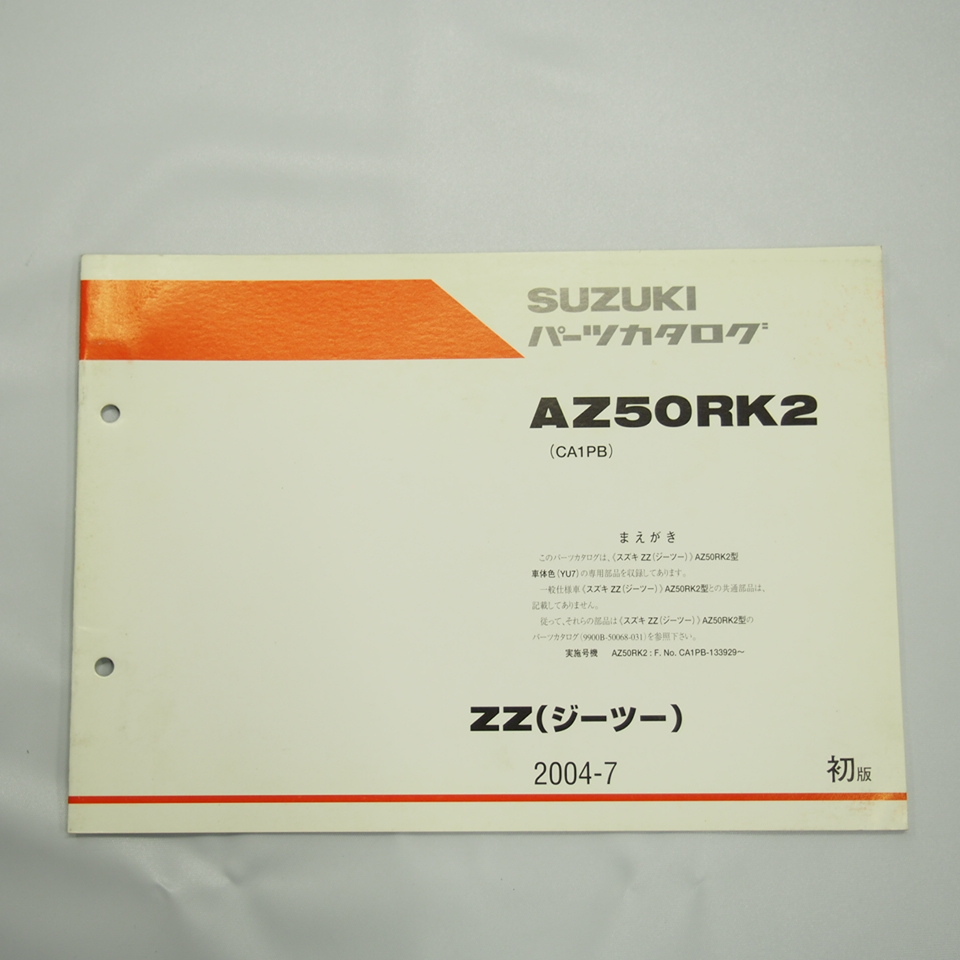 SUZUKI
パーツカタログ
AZ50RK2
(CA1PB)
まえがき
このパーツカタログは、《スズキ ZZ(ジーツー)》AZ50RK2型
車体色(YU7)の専用部品を収録してあります。
一般仕様車《スズキ ZZ(ジーツー)》AZ50RK2型との共通部品は、
記載してありません。
従って、それらの部品は《スズキ ZZ(ジーツー)》AZ50RK2型の
パーツカタログ(9900B-50068-031)を参照下さい。
実施号機 AZ50RK2 : F. No. CA1PB-133929〜
ZZ(ジーツー)
2004-7 初版